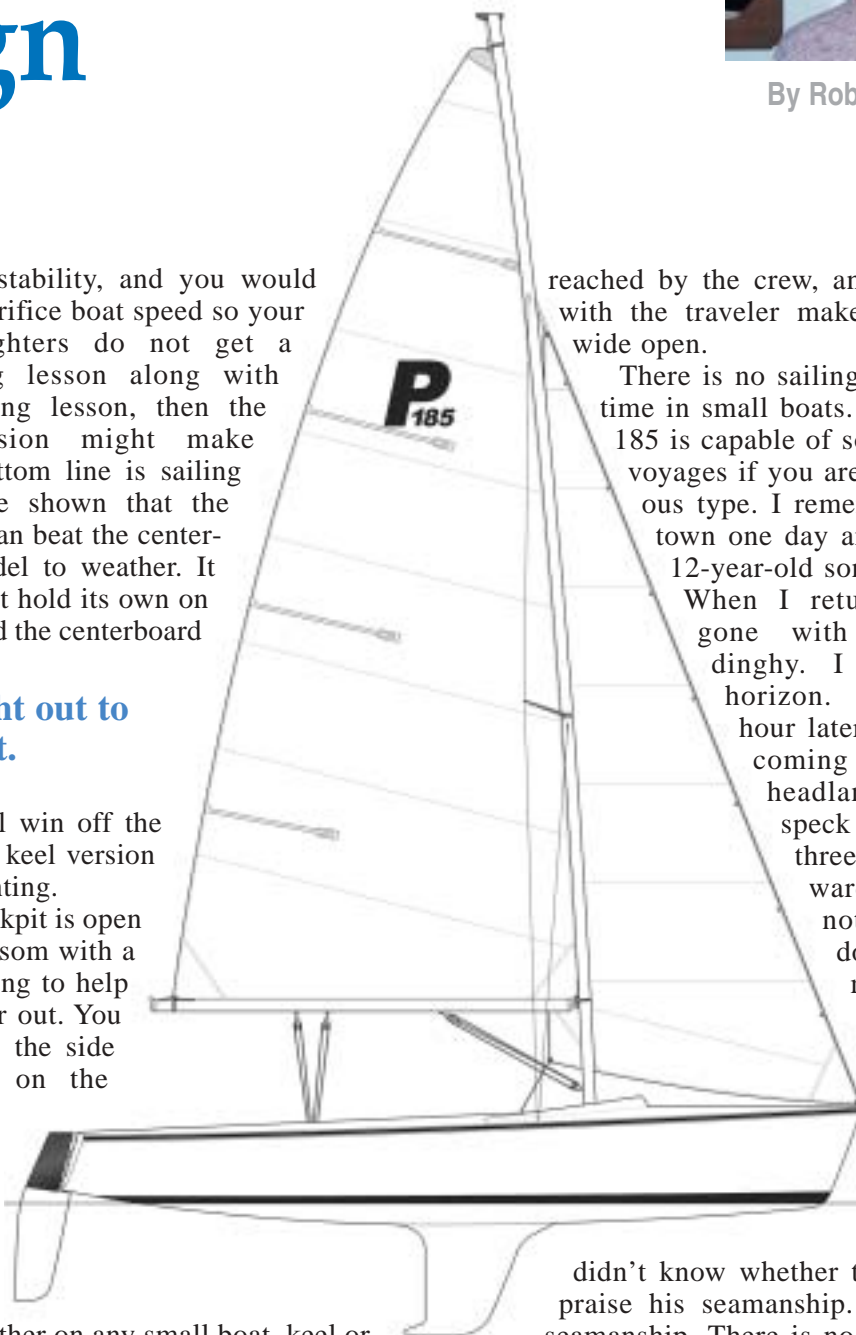 gn
By Rob
stability, and you would
rifice boat speed so your
ghters do not get a
g lesson along with
ing lesson, then the
sion might make
ttom line is sailing
e shown that the
an beat the center-
del to weather. It
t hold its own on
d the centerboard
nt out to
t.
l win off the
keel version
nting.
kpit is open
som with a
ng to help
r out. You
the side
on the
ther on any small boat, keel or
P
185
reached by the crew, an
with the traveler make
wide open.
There is no sailing
time in small boats.
185 is capable of so
voyages if you are
ous type. I reme
town one day a
12-year-old son
When I retu
gone with
dinghy. I
horizon.
hour later
coming
headlan
speck
three
war
not
do
didn't know whether t
praise his seamanship.
seamanship. There is no